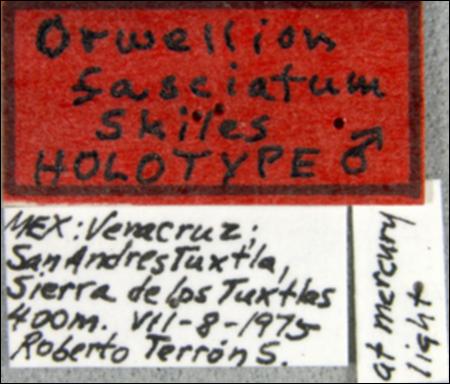 Orwellion
fasciatum
Skiles
HOLOTYPE ♂
MEX: Veracruz;
San Andres Tuxtla,
Sierra de los Tuxtlas
400m. VII-8-1975
Roberto Terrón S.
at mercury
light